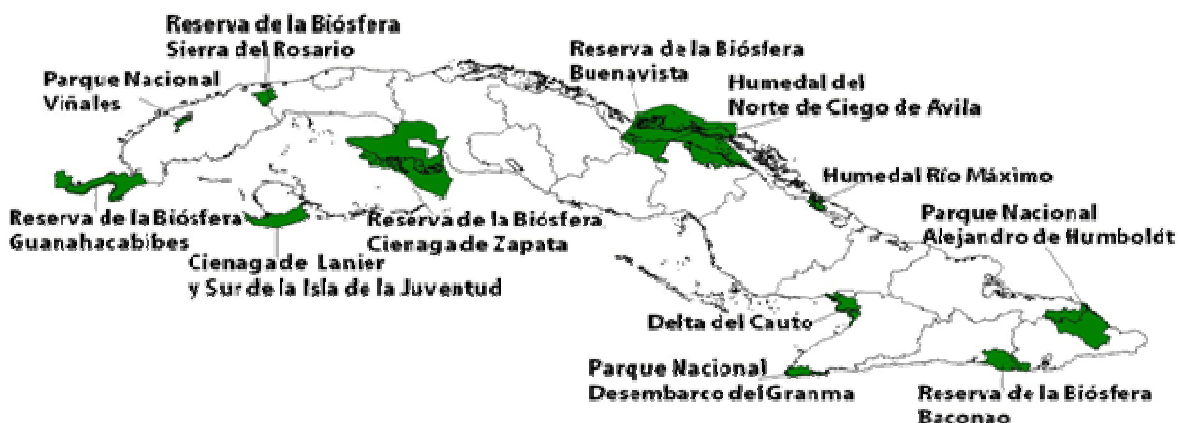 Reserva de la Biósfera
Sierra del Rosario
Parque Nacional
Viñales
Reserva de la Biósfera
Buenavista
Humedal del
Norte de Ciego de Avila
Humedal Río Máximo
Reserva de la Biósfera
Guanahacabibes
Reserva de la Biósfera
Cienaga de Zapata
Parque Nacional
Alejandro de Humboldt
Cienaga de Lanier
y Sur de la Isla de la Juventud
Delta del Cauto
Parque Nacional
Desembarco del Granma
Reserva de la Biósfera
Baconao